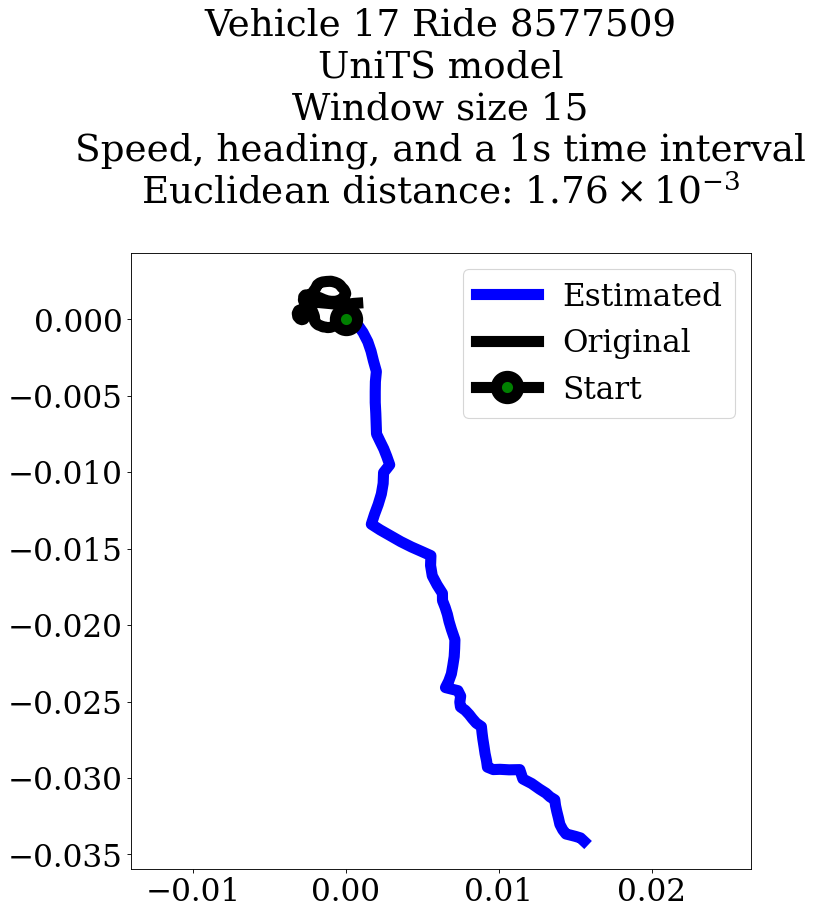 Vehicle 17 Ride 8577509
UniTS model
Window size 15
Speed, heading, and a 1s time interval
Euclidean distance: 1.76 × 10⁻³
Estimated
Original
Start
0.000
−0.005
−0.010
−0.015
−0.020
−0.025
−0.030
−0.035
−0.01 0.00 0.01 0.02